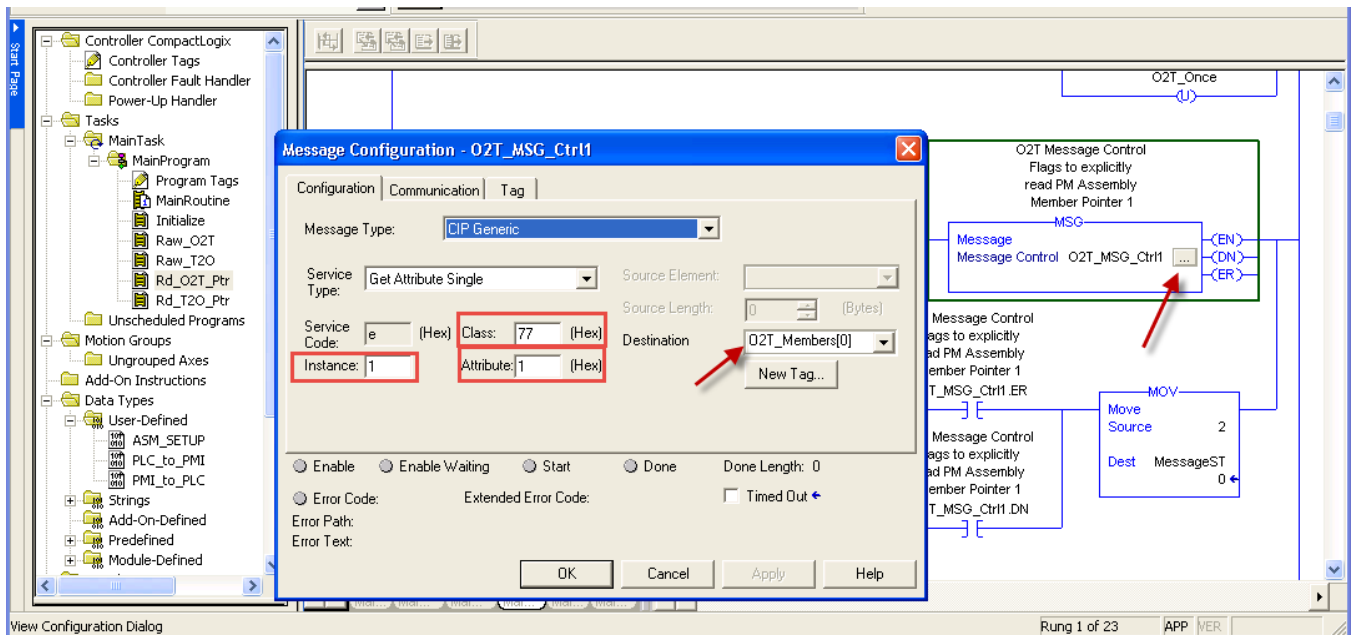 Start Page
Controller CompactLogix
Controller Tags
Controller Fault Handler
Power-Up Handler
Tasks
MainTask
MainProgram
Program Tags
MainRoutine
Initialize
Raw_O2T
Raw_T2O
Rd_O2T_Ptr
Rd_T2O_Ptr
Unscheduled Programs
Motion Groups
Ungrouped Axes
Add-On Instructions
Data Types
User-Defined
ASM_SETUP
PLC_to_PMI
PMI_to_PLC
Strings
Add-On-Defined
Predefined
Module-Defined
Message Configuration - O2T_MSG_Ctrl1
Configuration Communication Tag
Message Type: CIP Generic
Service Type: Get Attribute Single
Source Element:
Source Length: 0 (Bytes)
Service Code: e (Hex) Class: 77 (Hex)
Destination O2T_Members[0]
Instance: 1 Attribute: 1 (Hex)
New Tag...
Enable Enable Waiting Start Done Done Length: 0
Error Code: Extended Error Code: Timed Out
Error Path:
Error Text:
OK Cancel Apply Help
O2T_Once
(U)
O2T Message Control
Flags to explicitly
read PM Assembly
Member Pointer 1
MSG
Message
Message Control O2T_MSG_Ctrl1 ...
(EN)
(DN)
(ER)
Message Control
ags to explicitly
ad PM Assembly
ember Pointer 1
T_MSG_Ctrl1.ER
Message Control
ags to explicitly
ad PM Assembly
ember Pointer 1
T_MSG_Ctrl1.DN
MOV
Move
Source 2
Dest MessageST
0
View Configuration Dialog
Rung 1 of 23 APP VER